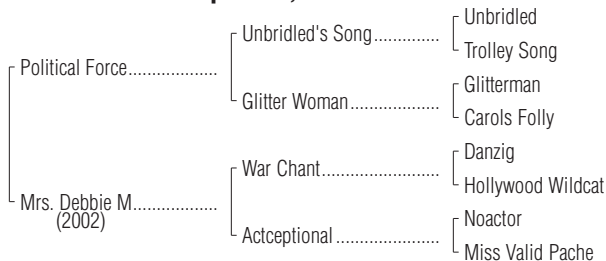 Unbridled
Unbridled's Song..............
Trolley Song
Political Force...................
Glitterman
Glitter Woman...................
Carols Folly
Danzig
War Chant.........................
Hollywood Wildcat
Mrs. Debbie M..................
(2002)
Noactor
Actceptional......................
Miss Valid Pache